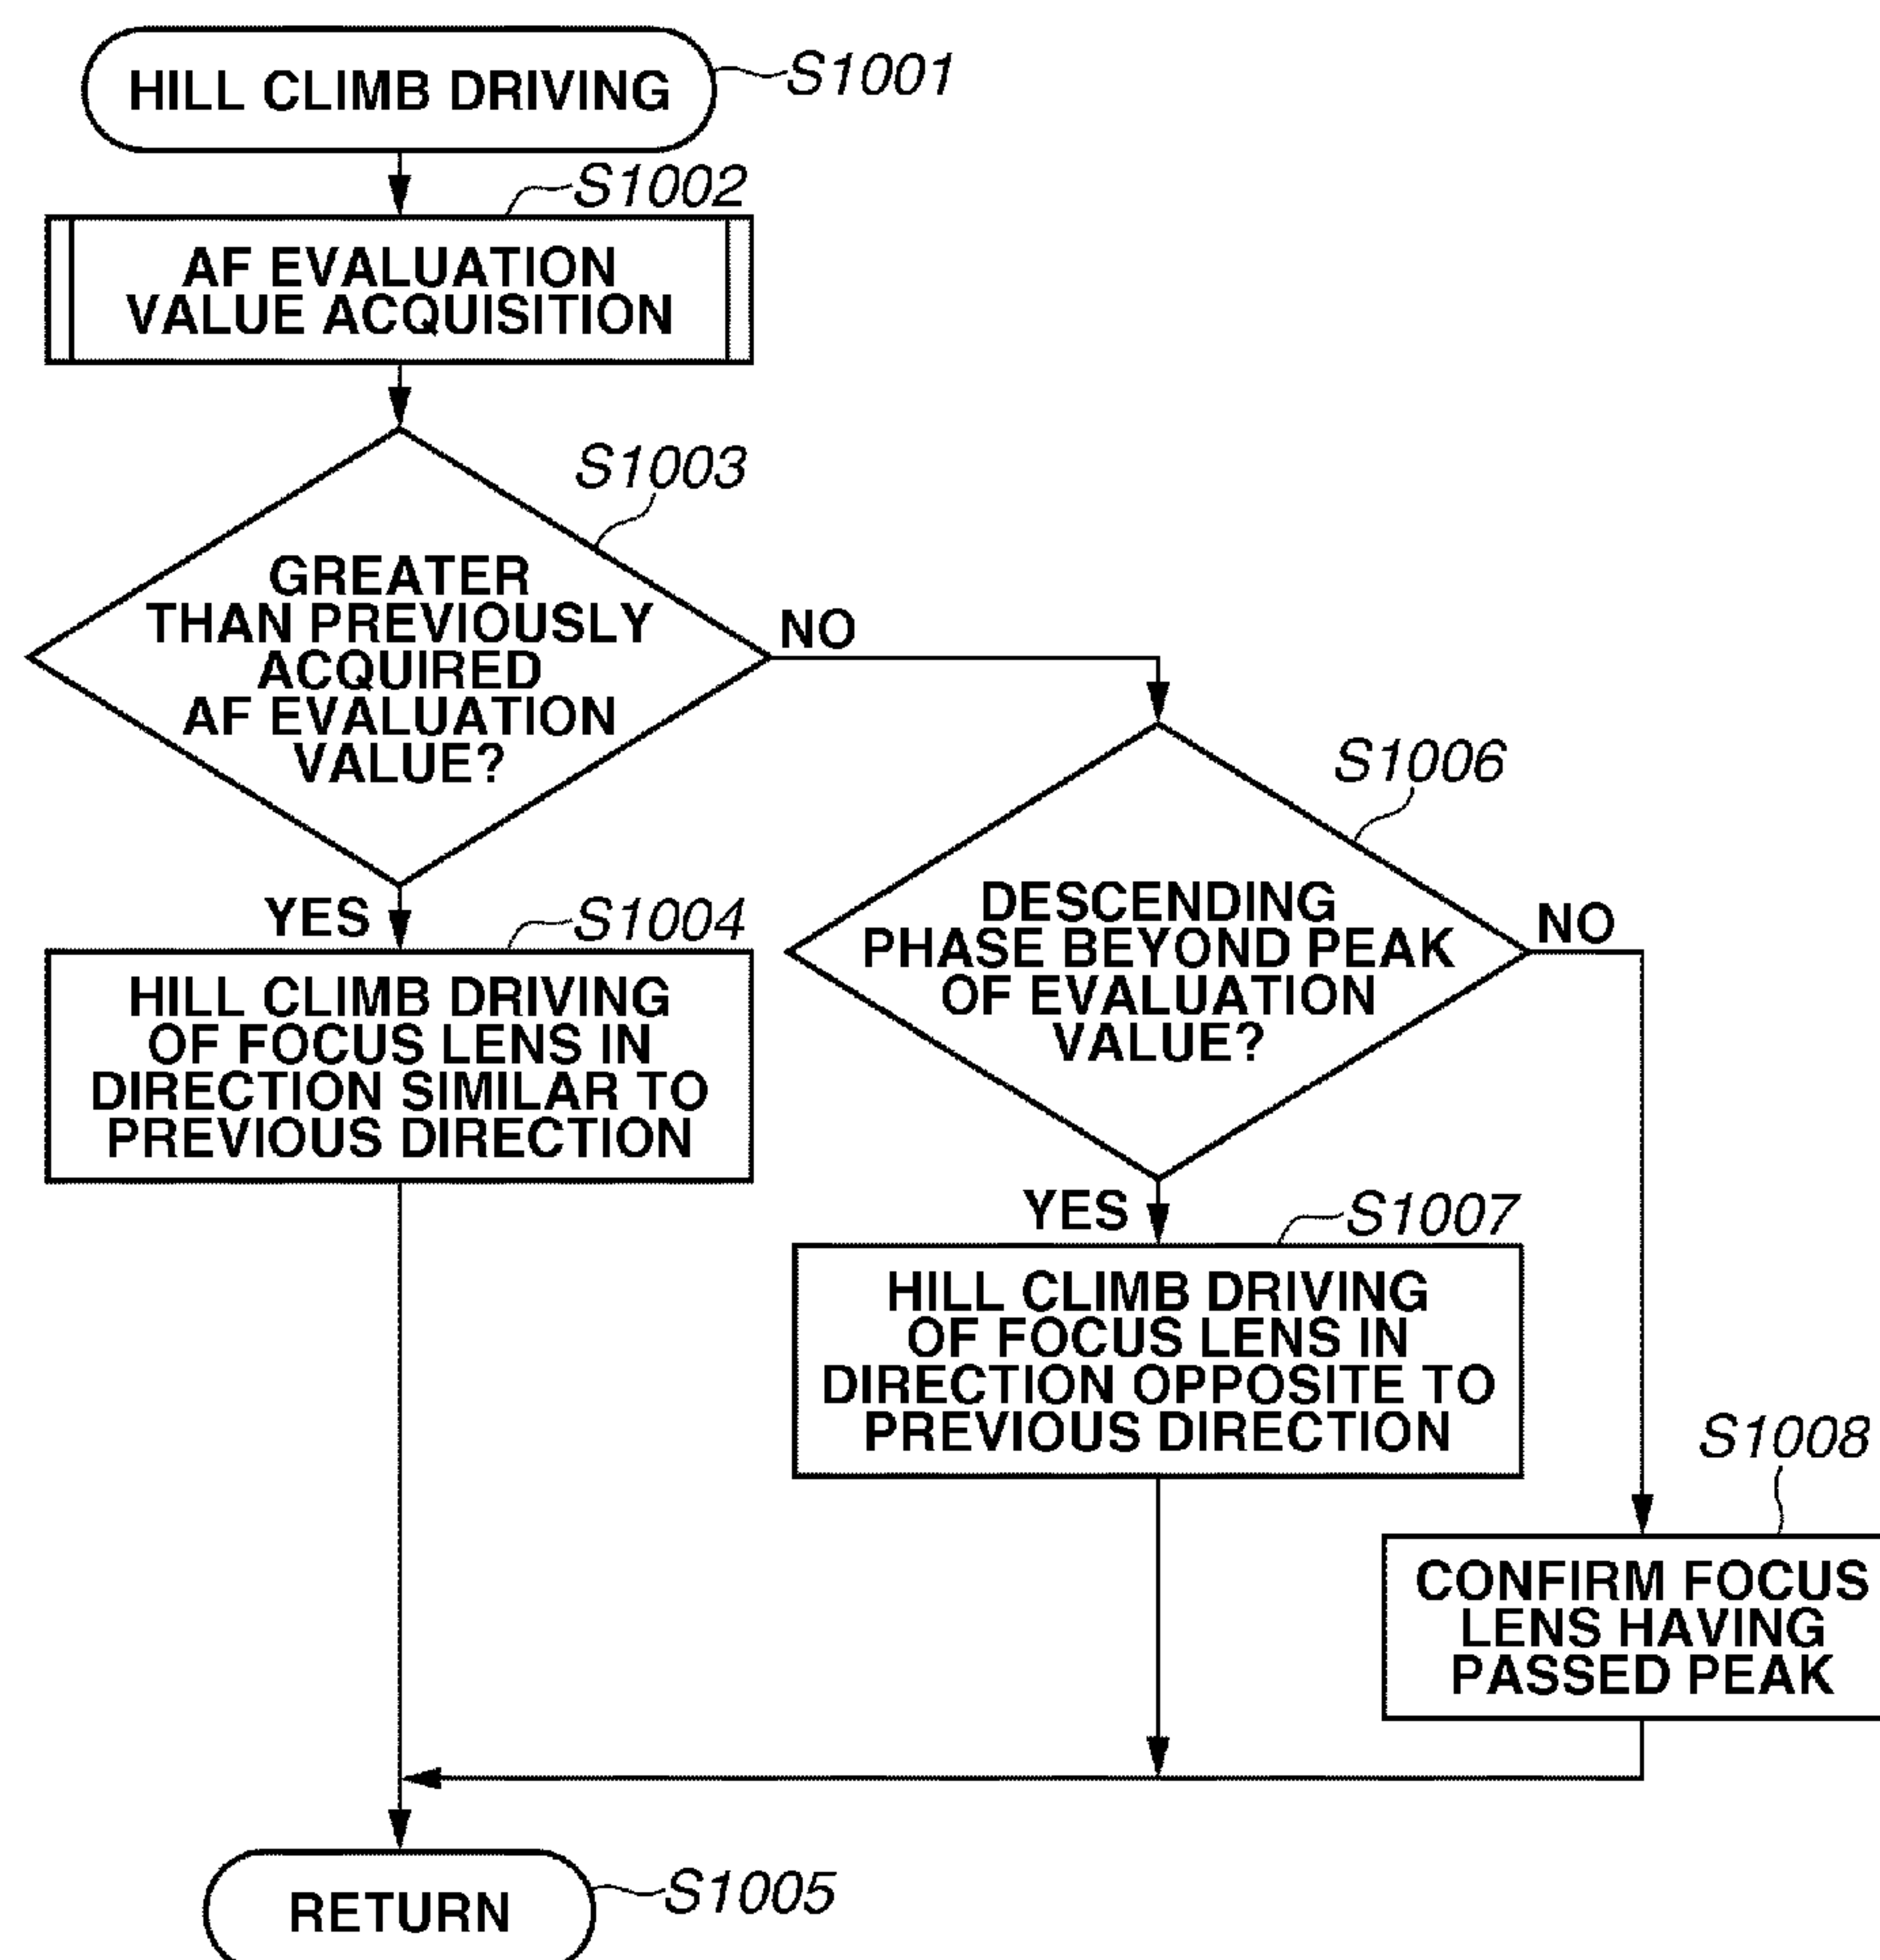 HILL CLIMB DRIVING
S1001
S1002
AF EVALUATION
VALUE ACQUISITION
S1003
GREATER
THAN PREVIOUSLY
ACQUIRED
AF EVALUATION
VALUE?
NO
YES
S1004
HILL CLIMB DRIVING
OF FOCUS LENS IN
DIRECTION SIMILAR TO
PREVIOUS DIRECTION
S1006
DESCENDING
PHASE BEYOND PEAK
OF EVALUATION
VALUE?
NO
YES
S1007
HILL CLIMB DRIVING
OF FOCUS LENS IN
DIRECTION OPPOSITE TO
PREVIOUS DIRECTION
S1008
CONFIRM FOCUS
LENS HAVING
PASSED PEAK
RETURN
S1005